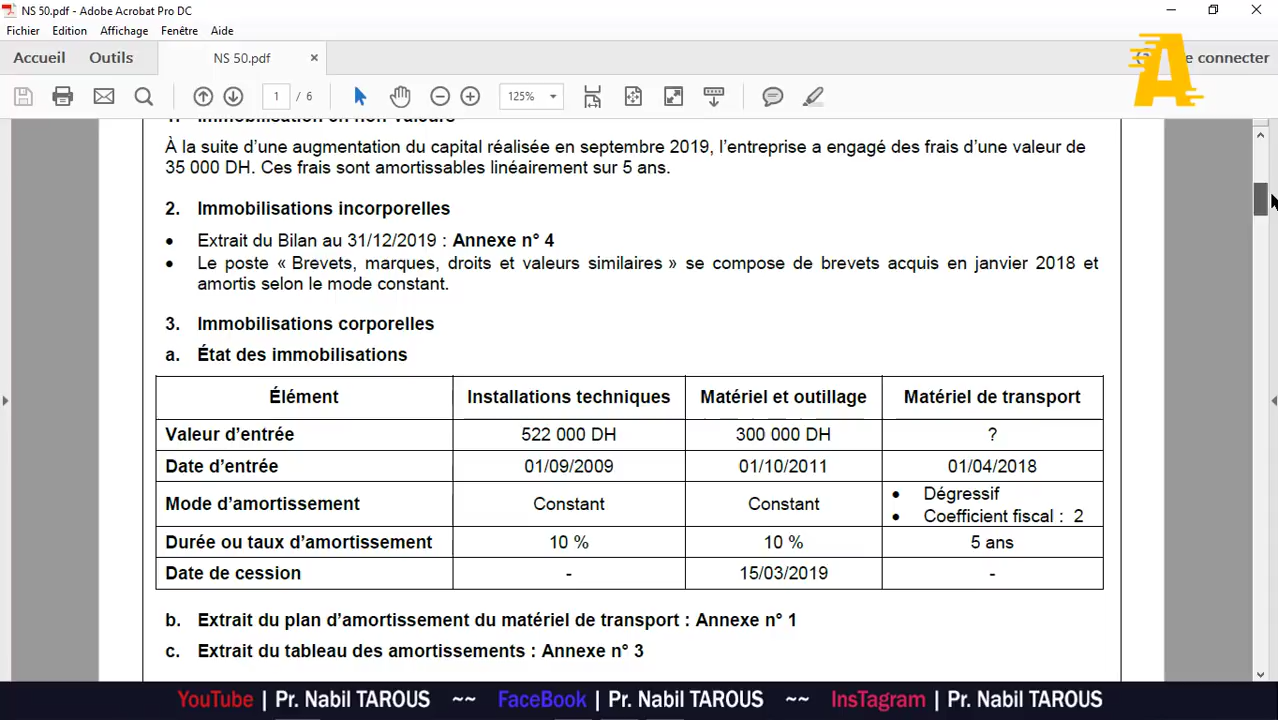 NS 50.pdf - Adobe Acrobat Pro DC
Fichier Edition Affichage Fenêtre Aide
Accueil Outils NS 50.pdf × connecter
1 / 6 125%
À la suite d’une augmentation du capital réalisée en septembre 2019, l’entreprise a engagé des frais d’une valeur de
35 000 DH. Ces frais sont amortissables linéairement sur 5 ans.
2. Immobilisations incorporelles
• Extrait du Bilan au 31/12/2019 : Annexe n° 4
• Le poste « Brevets, marques, droits et valeurs similaires » se compose de brevets acquis en janvier 2018 et
amortis selon le mode constant.
3. Immobilisations corporelles
a. État des immobilisations
Élément Installations techniques Matériel et outillage Matériel de transport
Valeur d’entrée 522 000 DH 300 000 DH ?
Date d’entrée 01/09/2009 01/10/2011 01/04/2018
Mode d’amortissement Constant Constant • Dégressif
• Coefficient fiscal : 2
Durée ou taux d’amortissement 10 % 10 % 5 ans
Date de cession - 15/03/2019 -
b. Extrait du plan d’amortissement du matériel de transport : Annexe n° 1
c. Extrait du tableau des amortissements : Annexe n° 3
YouTube | Pr. Nabil TAROUS ~~ FaceBook | Pr. Nabil TAROUS ~~ InsTagram | Pr. Nabil TAROUS